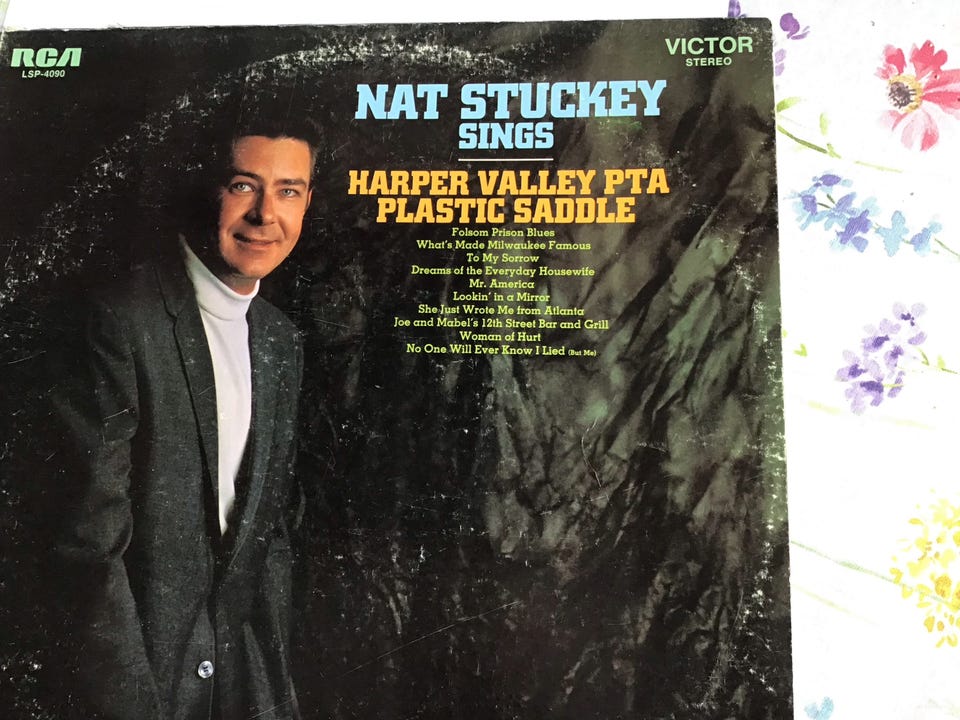 RCA
LSP-4090
VICTOR
STEREO
NAT STUCKEY
SINGS
HARPER VALLEY PTA
PLASTIC SADDLE
Folsom Prison Blues
What's Made Milwaukee Famous
To My Sorrow
Dreams of the Everyday Housewife
Mr. America
Lookin' in a Mirror
She Just Wrote Me from Atlanta
Joe and Mabel's 12th Street Bar and Grill
Woman of Hurt
No One Will Ever Know I Lied (But Me)